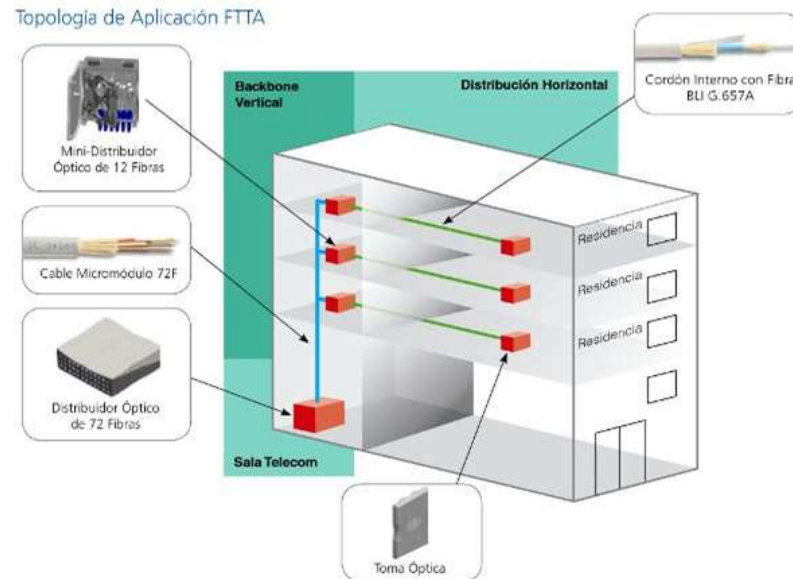 Topología de Aplicación FTTA
Mini-Distribuidor
Óptico de 12 Fibras
Cable Micromódulo 72F
Distribuidor Óptico
de 72 Fibras
Backbone
Vertical
Distribución Horizontal
Cordón Interno con Fibra
BLI G.657A
Residencia
Residencia
Residencia
Sala Telecom
Toma Óptica